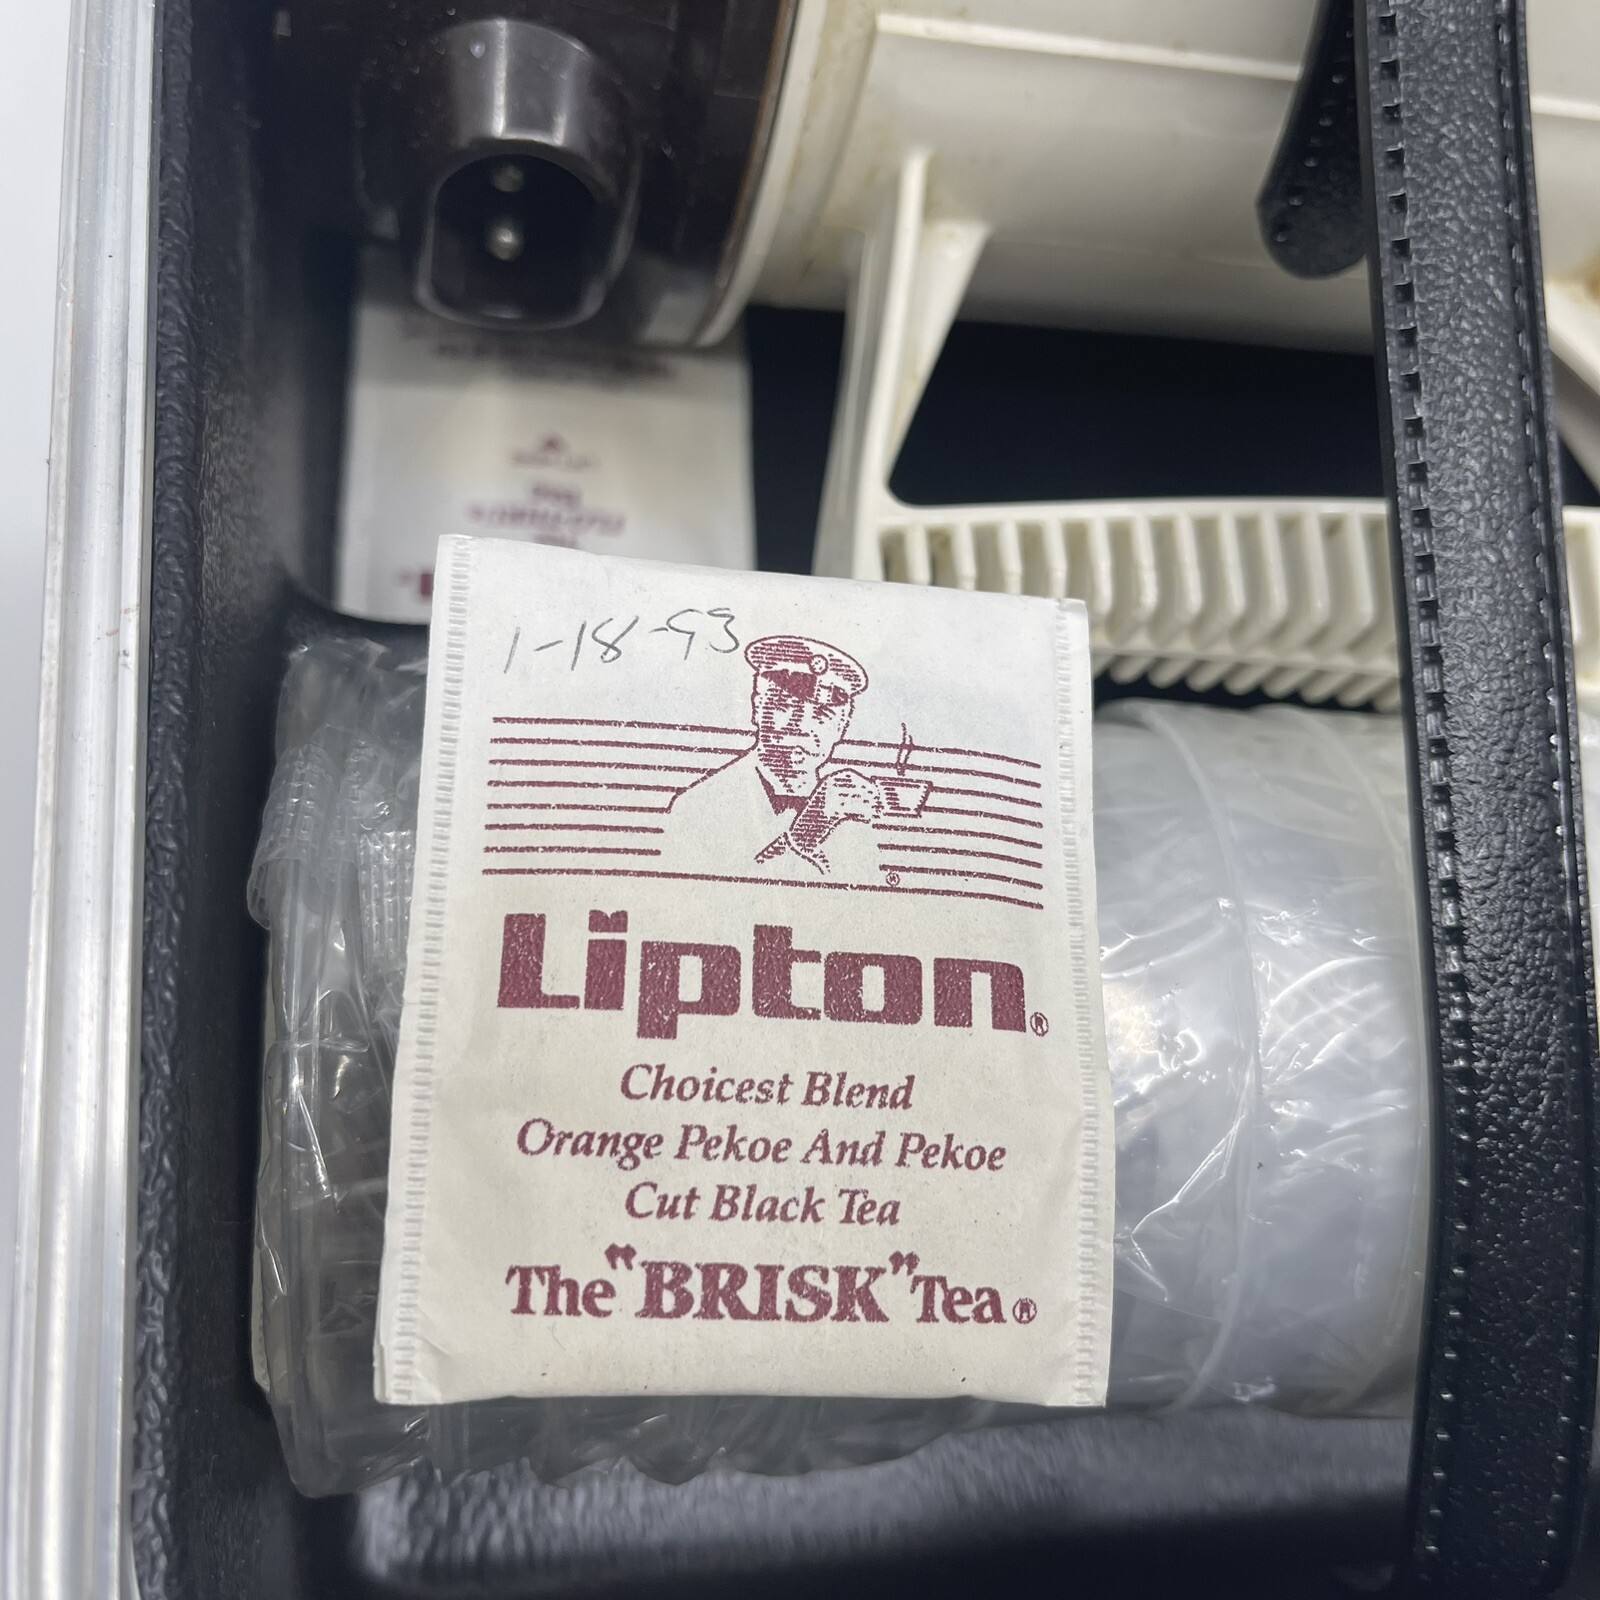 1-18-93
®
Lipton®
Choicest Blend
Orange Pekoe And Pekoe
Cut Black Tea
The "BRISK" Tea®